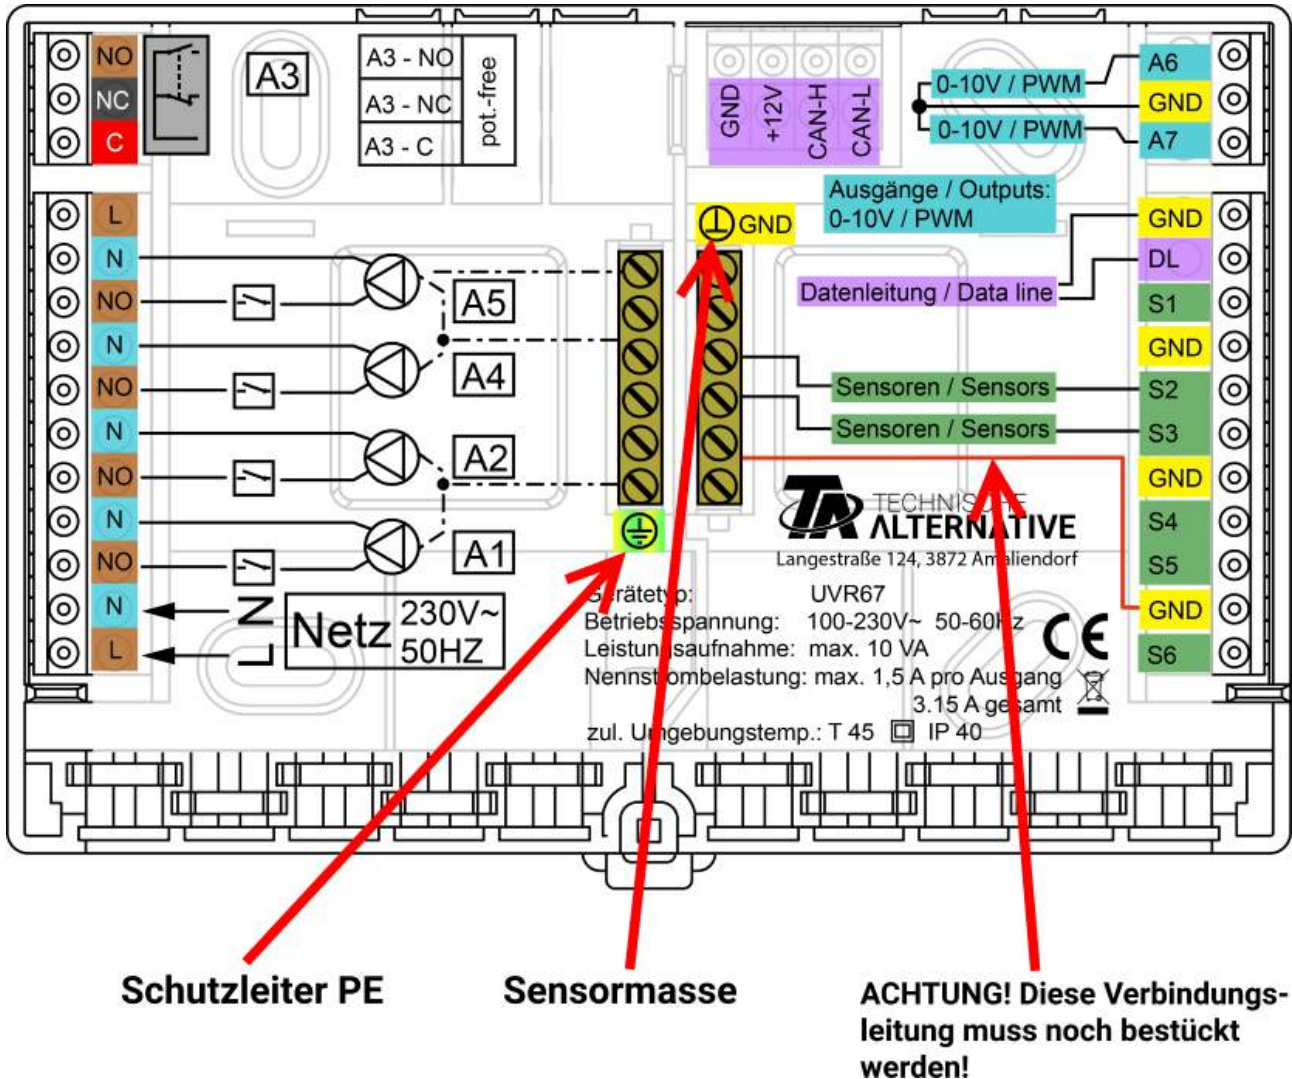 NO
NC
C
A3
A3 - NO
A3 - NC
A3 - C
pot.-free
GND
+12V
CAN-H
CAN-L
0-10V / PWM
0-10V / PWM
A6
GND
A7
Ausgänge / Outputs:
0-10V / PWM
GND
Datenleitung / Data line
L
N
NO
N
NO
N
NO
N
NO
N
L
A5
A4
A2
A1
L N
Netz 230V~
50HZ
Sensoren / Sensors
Sensoren / Sensors
GND
DL
S1
GND
S2
S3
GND
S4
S5
GND
S6
TA TECHNISCHE
ALTERNATIVE
Langestraße 124, 3872 Amaliendorf
Gerätetyp: UVR67
Betriebsspannung: 100-230V~ 50-60Hz
Leistungsaufnahme: max. 10 VA
Nennstrombelastung: max. 1,5 A pro Ausgang
3.15 A gesamt
zul. Umgebungstemp.: T 45 IP 40
CE
Schutzleiter PE
Sensormasse
ACHTUNG! Diese Verbindungs-
leitung muss noch bestückt
werden!